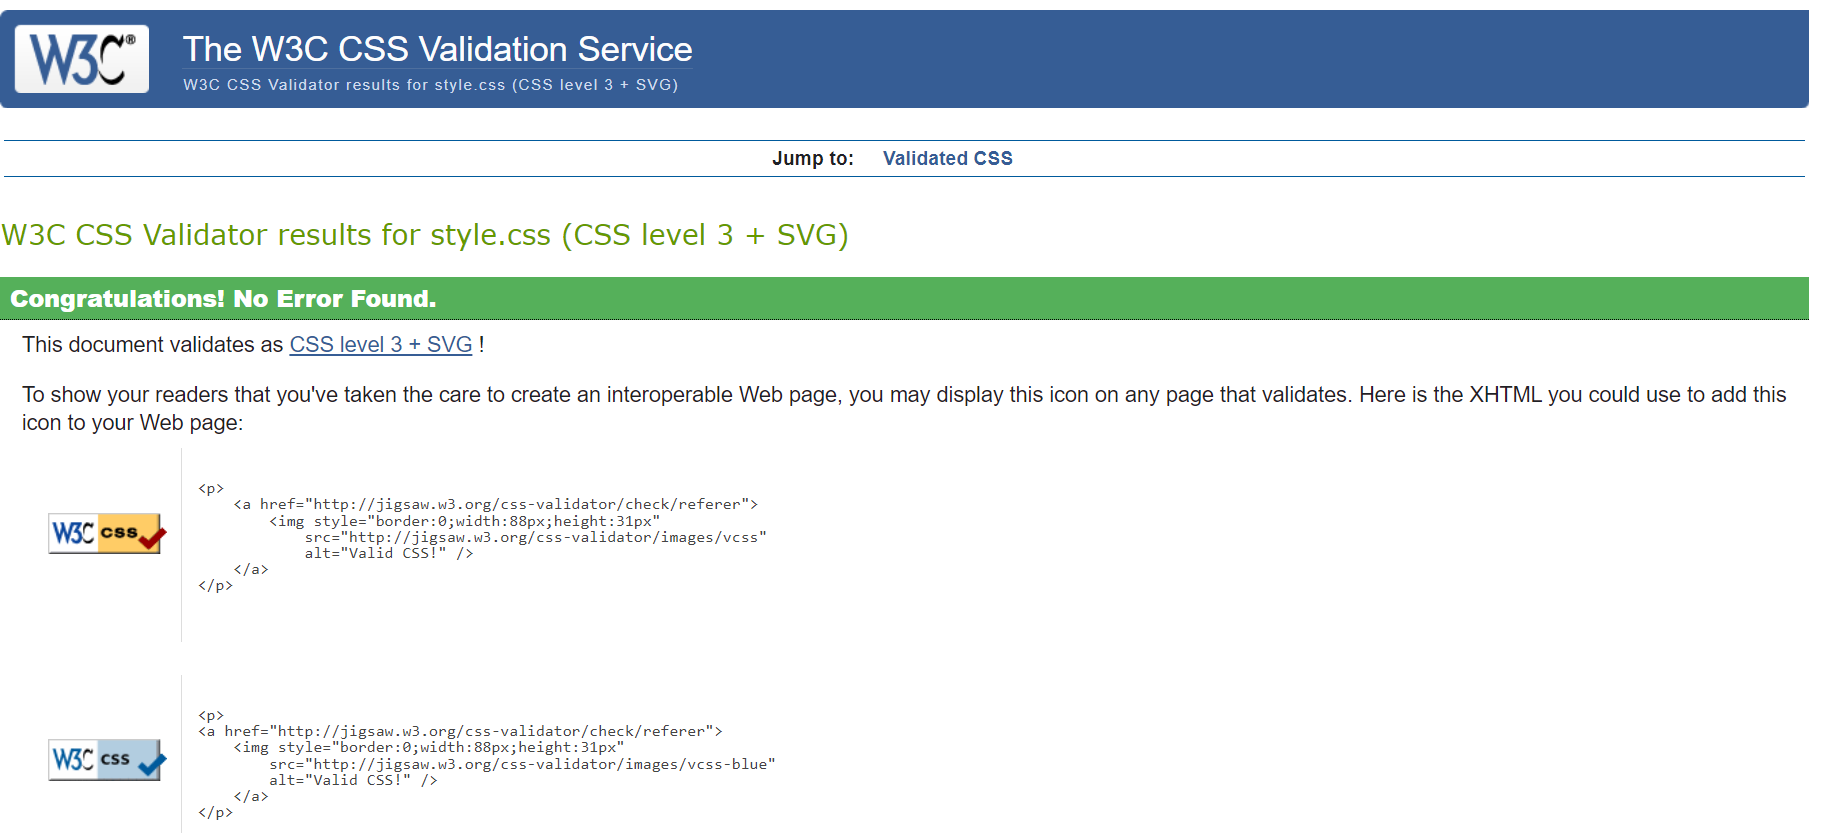 W3C®
The W3C CSS Validation Service
W3C CSS Validator results for style.css (CSS level 3 + SVG)
Jump to: Validated CSS
W3C CSS Validator results for style.css (CSS level 3 + SVG)
Congratulations! No Error Found.
This document validates as CSS level 3 + SVG !
To show your readers that you've taken the care to create an interoperable Web page, you may display this icon on any page that validates. Here is the XHTML you could use to add this
icon to your Web page:
W3C css
<p>
    <a href="http://jigsaw.w3.org/css-validator/check/referer">
        <img style="border:0;width:88px;height:31px"
            src="http://jigsaw.w3.org/css-validator/images/vcss"
            alt="Valid CSS!" />
    </a>
</p>
W3C css
<p>
<a href="http://jigsaw.w3.org/css-validator/check/referer">
    <img style="border:0;width:88px;height:31px"
        src="http://jigsaw.w3.org/css-validator/images/vcss-blue"
        alt="Valid CSS!" />
    </a>
</p>